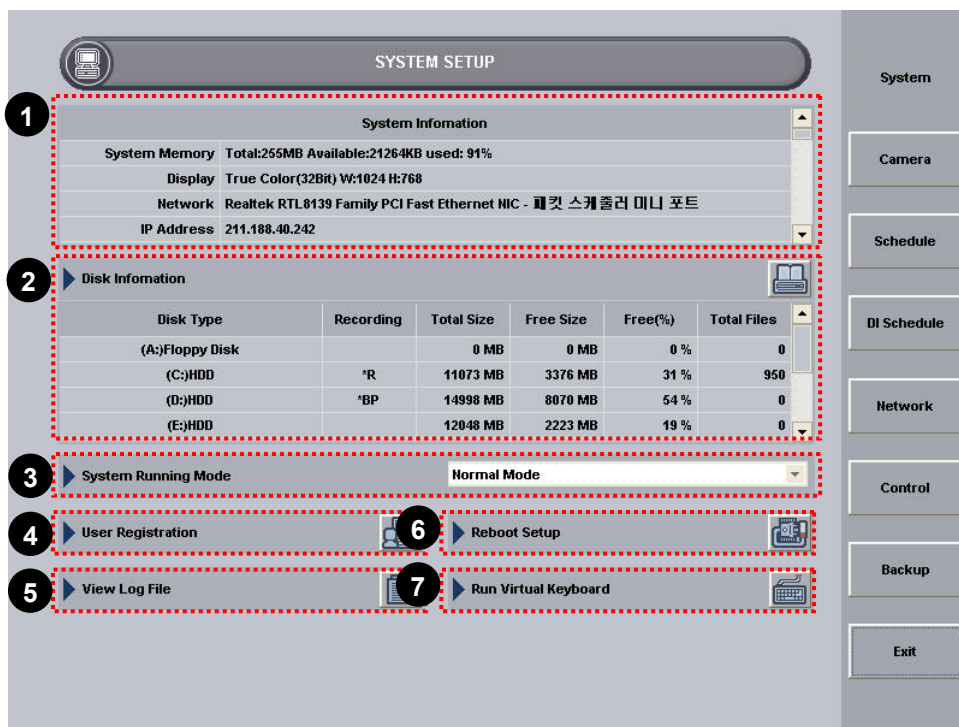 SYSTEM SETUP
1
System Infomation
System Memory Total:255MB Available:21264KB used: 91%
Display True Color(32Bit) W:1024 H:768
Network Realtek RTL8139 Family PCI Fast Ethernet NIC - 패킷 스케줄러 미니 포트
IP Address 211.188.40.242
2
Disk Infomation
Disk Type Recording Total Size Free Size Free(%) Total Files
(A:)Floppy Disk 0 MB 0 MB 0 % 0
(C:)HDD *R 11073 MB 3376 MB 31 % 950
(D:)HDD *BP 14998 MB 8070 MB 54 % 0
(E:)HDD 12048 MB 2223 MB 19 % 0
3
System Running Mode Normal Mode
4
User Registration
6
Reboot Setup
5
View Log File
7
Run Virtual Keyboard
System
Camera
Schedule
DI Schedule
Network
Control
Backup
Exit